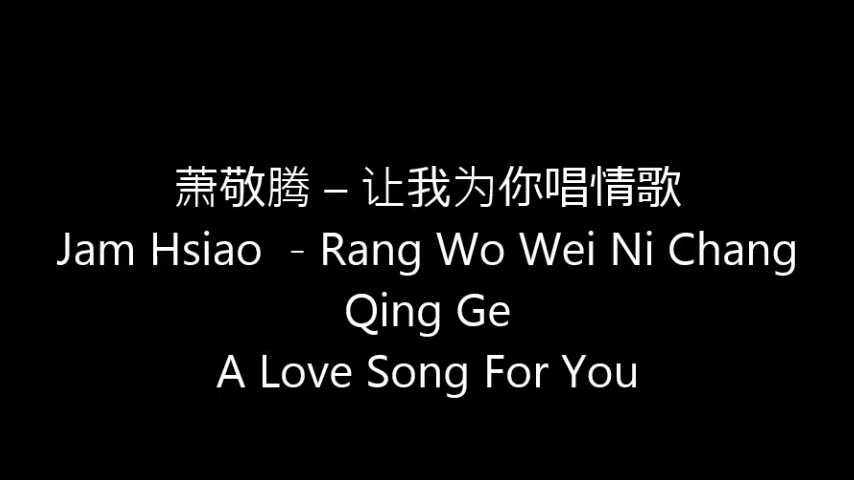 萧敬腾 – 让我为你唱情歌
Jam Hsiao - Rang Wo Wei Ni Chang
Qing Ge
A Love Song For You